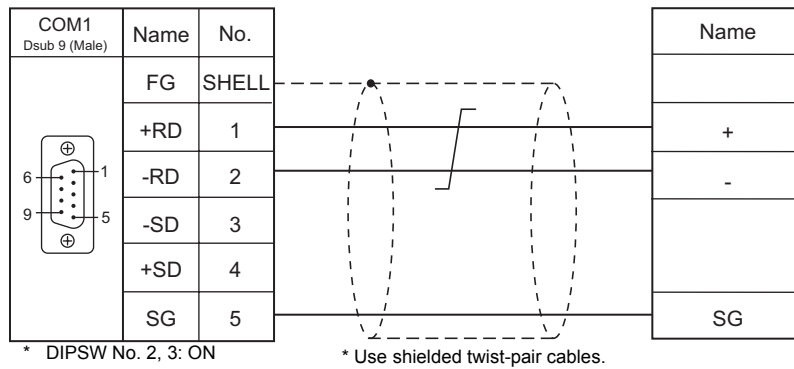 COM1
Dsub 9 (Male)
Name No.
Name
FG SHELL
+RD 1
+
-RD 2
-
6
1
9
5
-SD 3
+SD 4
SG 5
SG
* DIPSW No. 2, 3: ON
* Use shielded twist-pair cables.